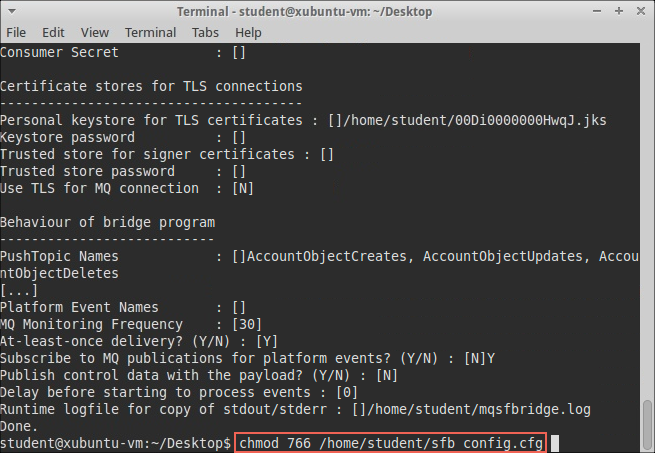 Terminal - student@xubuntu-vm: ~/Desktop
File Edit View Terminal Tabs Help
Consumer Secret : []
Certificate stores for TLS connections
--------------------------------------
Personal keystore for TLS certificates : []/home/student/00Di0000000HwqJ.jks
Keystore password : []
Trusted store for signer certificates : []
Trusted store password : []
Use TLS for MQ connection : [N]
Behaviour of bridge program
---------------------------
PushTopic Names : []AccountObjectCreates, AccountObjectUpdates, Accou
ntObjectDeletes
[...]
Platform Event Names : []
MQ Monitoring Frequency : [30]
At-least-once delivery? (Y/N) : [Y]
Subscribe to MQ publications for platform events? (Y/N) : [N]Y
Publish control data with the payload? (Y/N) : [N]
Delay before starting to process events : [0]
Runtime logfile for copy of stdout/stderr : []/home/student/mqsfbridge.log
Done.
student@xubuntu-vm:~/Desktop$ chmod 766 /home/student/sfb_config.cfg